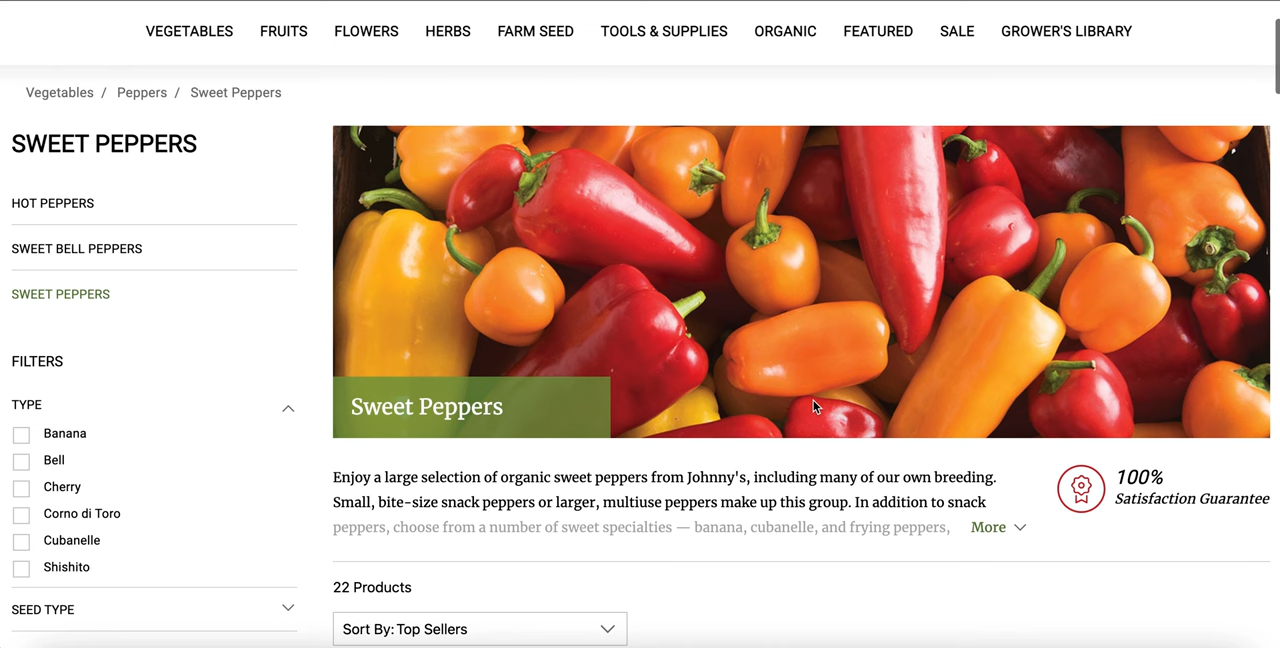 VEGETABLES FRUITS FLOWERS HERBS FARM SEED TOOLS & SUPPLIES ORGANIC FEATURED SALE GROWER'S LIBRARY
Vegetables / Peppers / Sweet Peppers
SWEET PEPPERS
HOT PEPPERS
SWEET BELL PEPPERS
SWEET PEPPERS
FILTERS
TYPE
Banana
Bell
Cherry
Corno di Toro
Cubanelle
Shishito
SEED TYPE
Sweet Peppers
Enjoy a large selection of organic sweet peppers from Johnny's, including many of our own breeding.
Small, bite-size snack peppers or larger, multiuse peppers make up this group. In addition to snack
peppers, choose from a number of sweet specialties — banana, cubanelle, and frying peppers,
More
100%
Satisfaction Guarantee
22 Products
Sort By: Top Sellers